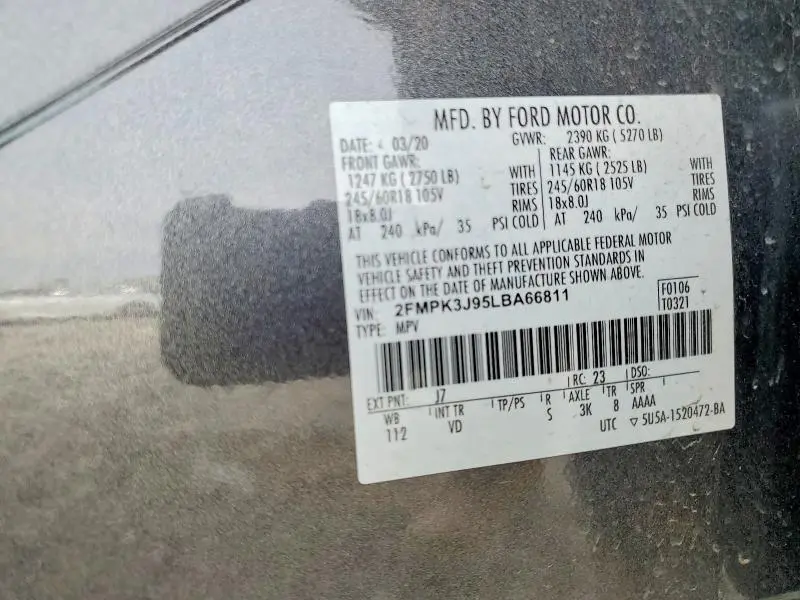 MFD. BY FORD MOTOR CO.
DATE: 03/20 GVWR: 2390 KG ( 5270 LB)
FRONT GAWR: REAR GAWR:
1247 KG ( 2750 LB) WITH 1145 KG ( 2525 LB) WITH
245/60R18 105V TIRES 245/60R18 105V TIRES
18x8.0J RIMS 18x8.0J RIMS
AT 240 kPa/ 35 PSI COLD AT 240 kPa/ 35 PSI COLD
THIS VEHICLE CONFORMS TO ALL APPLICABLE FEDERAL MOTOR
VEHICLE SAFETY AND THEFT PREVENTION STANDARDS IN
EFFECT ON THE DATE OF MANUFACTURE SHOWN ABOVE.
VIN: 2FMPK3J95LBA66811 F0106
TYPE: MPV T0321
EXT PNT: J7 RC: 23 DSO:
WB INT TR TP/PS R AXLE TR SPR
112 VD S 3K 8 AAAA
UTC ▽ 5U5A-1520472-BA